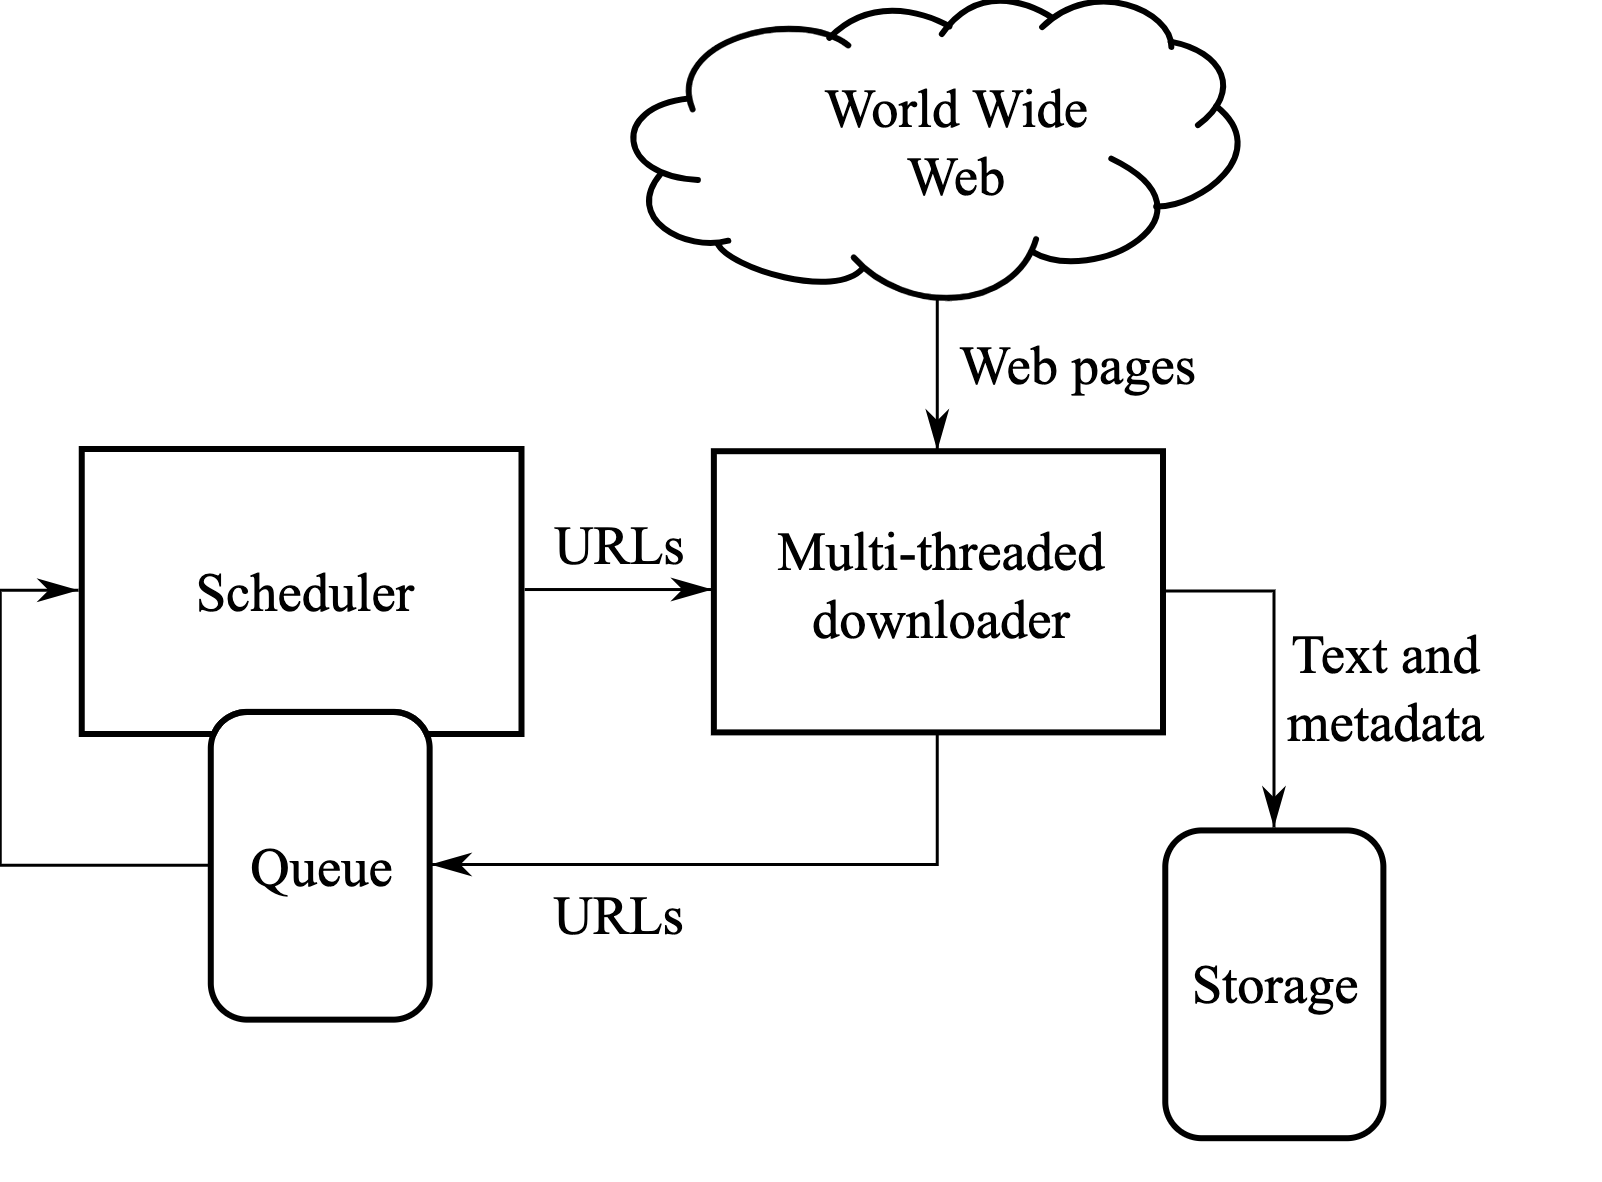 World Wide
Web
Web pages
Scheduler
URLs
Multi-threaded
downloader
Text and
metadata
Queue
URLs
Storage